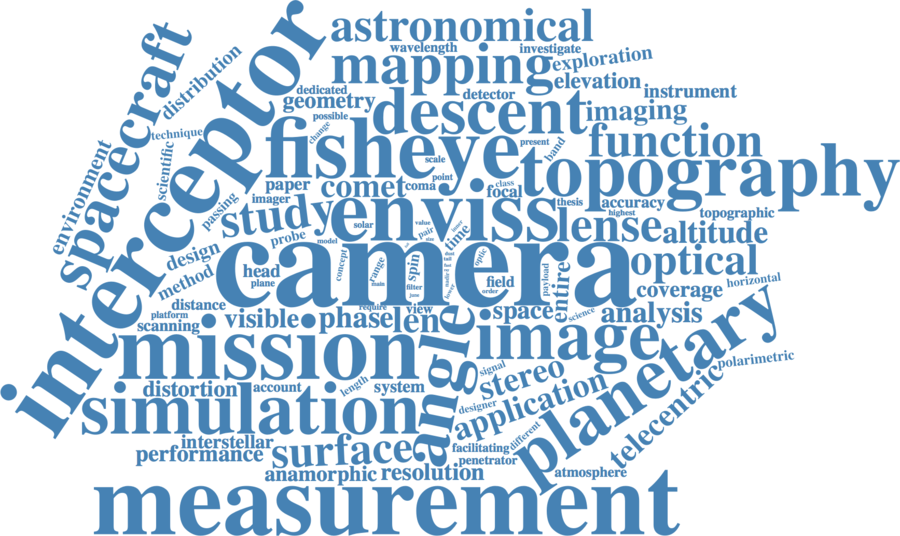 astronomical
wavelength
investigate
interceptor
spacecraft
distribution
mapping
exploration
elevation
dedicated
geometry
detector
instrument
possible
descent
imaging
technique
change
fisheye
present
band
function
environment
scientific
scale
topography
point
paper
comet
coma
class
focal
imager
thesis
accuracy
passing
study
enviss
highest
topographic
solar
value
pair
time
lense
altitude
probe
model
design
camera
optical
method
head
plane
concept
range
main
spin
filter
optic
field
order
payload
entire
horizontal
coverage
distance
platform
scanning
visible
phase
require
view
len
space
science
analysis
mission
angle
image
planetary
polarimetric
distortion
account
length
system
signal
stereo
telecentric
simulation
designer
application
different
interstellar
performance
surface
facilitating
penetrator
anamorphic
resolution
atmosphere
measurement